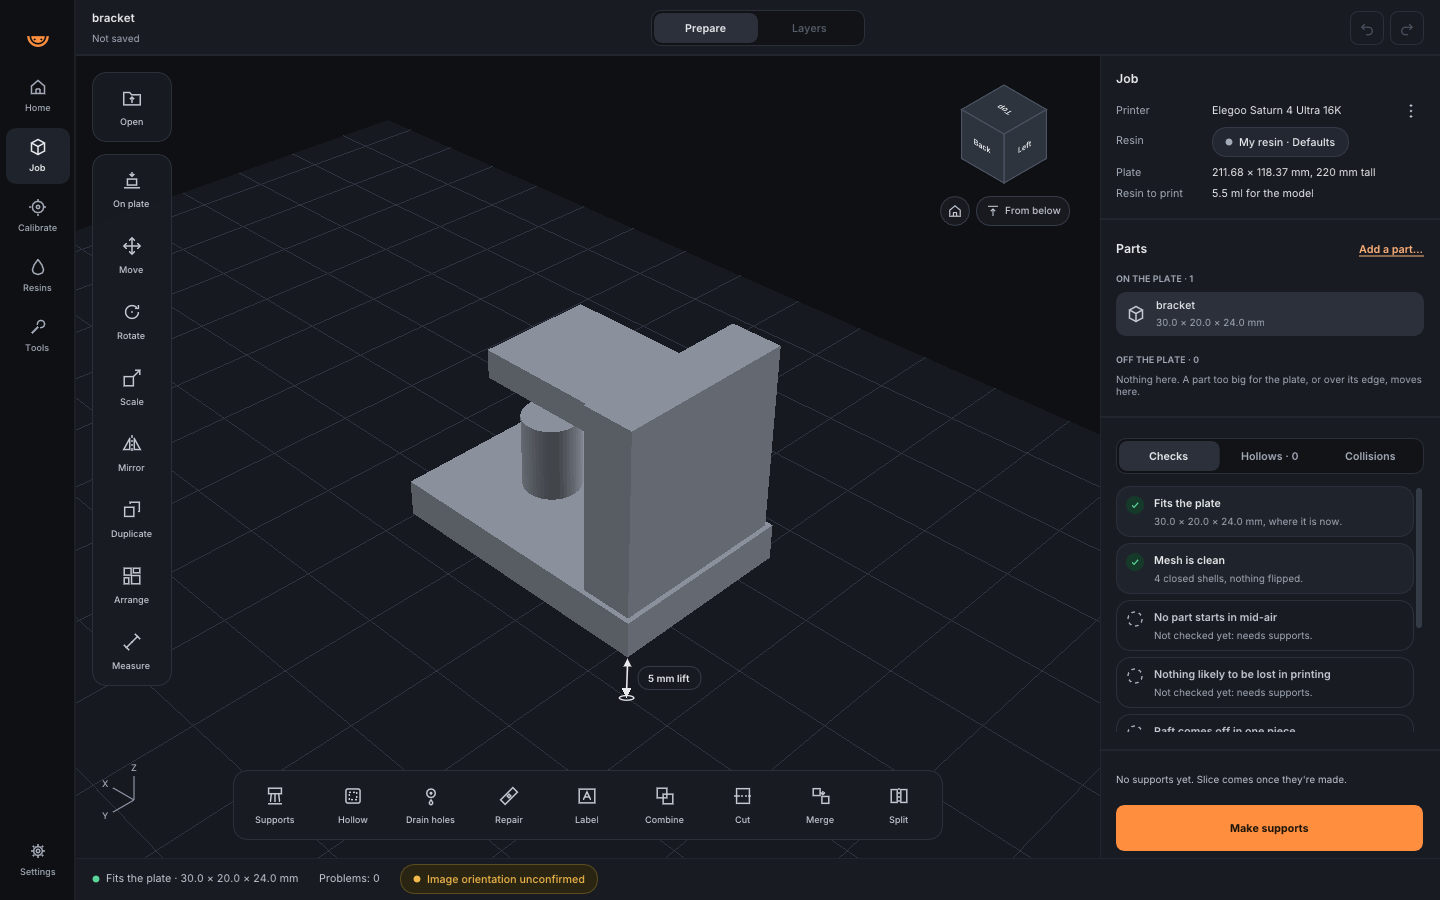 bracket
Not saved
Prepare
Layers
Home
Job
Calibrate
Resins
Tools
Settings
Open
On plate
Move
Rotate
Scale
Mirror
Duplicate
Arrange
Measure
Top
Back
Left
From below
5 mm lift
Z
X
Y
Supports
Hollow
Drain holes
Repair
Label
Combine
Cut
Merge
Split
Job
Printer
Elegoo Saturn 4 Ultra 16K
Resin
My resin · Defaults
Plate
211.68 × 118.37 mm, 220 mm tall
Resin to print
5.5 ml for the model
Parts
Add a part...
ON THE PLATE · 1
bracket
30.0 × 20.0 × 24.0 mm
OFF THE PLATE · 0
Nothing here. A part too big for the plate, or over its edge, moves
here.
Checks
Hollows · 0
Collisions
Fits the plate
30.0 × 20.0 × 24.0 mm, where it is now.
Mesh is clean
4 closed shells, nothing flipped.
No part starts in mid-air
Not checked yet: needs supports.
Nothing likely to be lost in printing
Not checked yet: needs supports.
Raft comes off in one piece
No supports yet. Slice comes once they're made.
Make supports
Fits the plate · 30.0 × 20.0 × 24.0 mm
Problems: 0
Image orientation unconfirmed